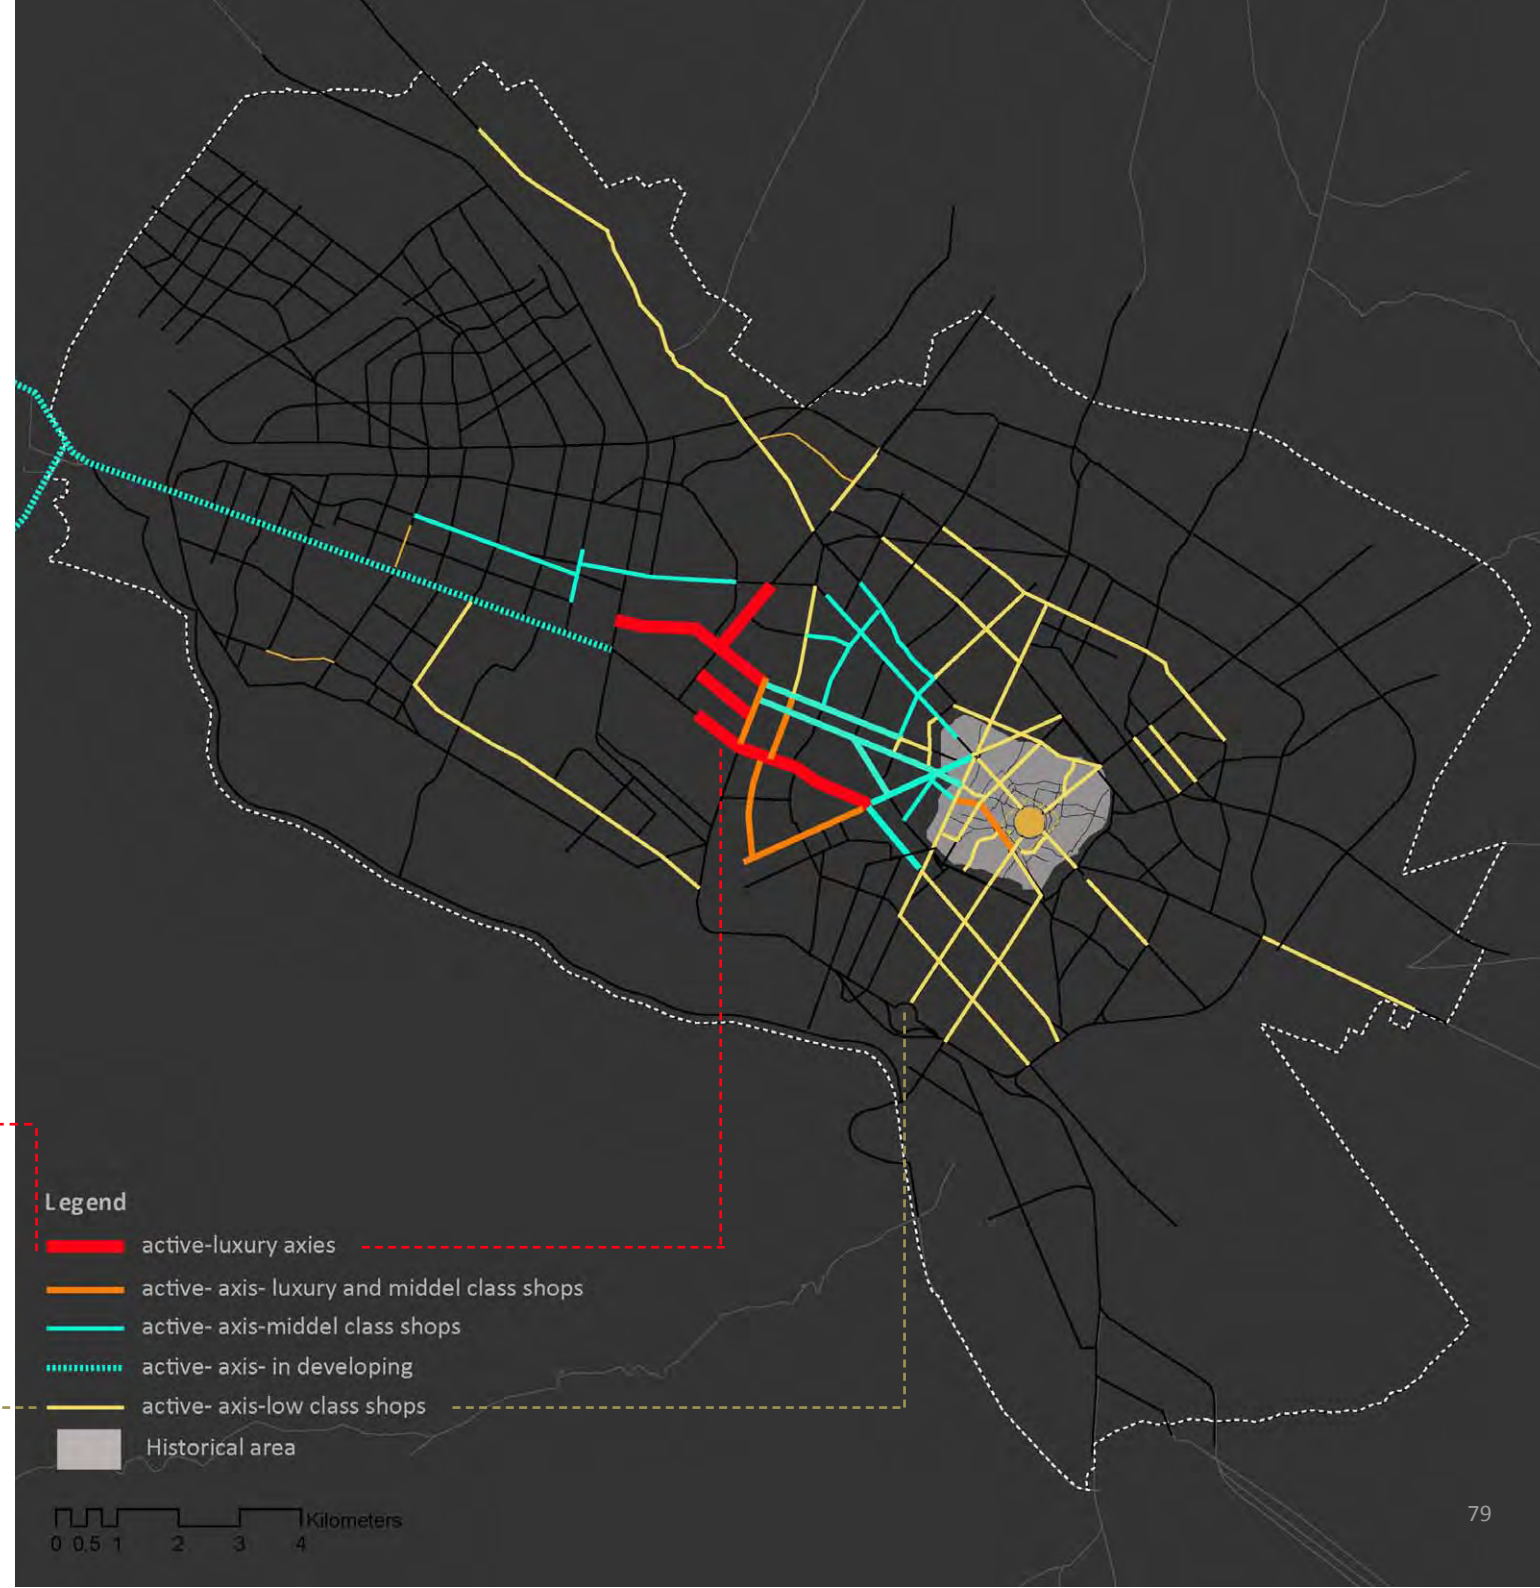 Legend
active-luxury axies
active- axis- luxury and middel class shops
active- axis-middel class shops
active- axis- in developing
active- axis-low class shops
Historical area
Kilometers
0 0.5 1 2 3 4
79